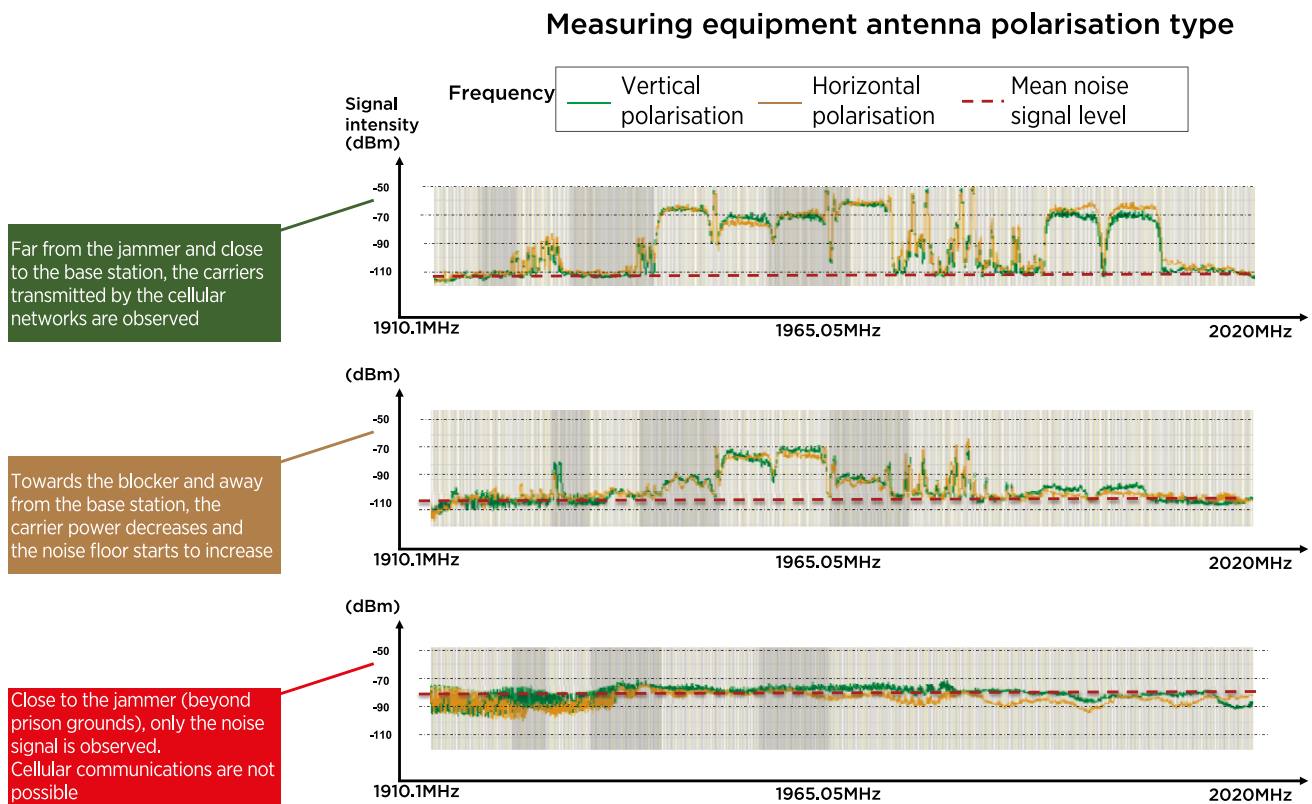 Measuring equipment antenna polarisation type
Frequency
Vertical
polarisation
Horizontal
polarisation
Mean noise
signal level
Signal
intensity
(dBm)
-50
-70
-90
-110
1910.1MHz
1965.05MHz
2020MHz
Far from the jammer and close
to the base station, the carriers
transmitted by the cellular
networks are observed
(dBm)
-50
-70
-90
-110
1910.1MHz
1965.05MHz
2020MHz
Towards the blocker and away
from the base station, the
carrier power decreases and
the noise floor starts to increase
(dBm)
-50
-70
-90
-110
1910.1MHz
1965.05MHz
2020MHz
Close to the jammer (beyond
prison grounds), only the noise
signal is observed.
Cellular communications are not
possible